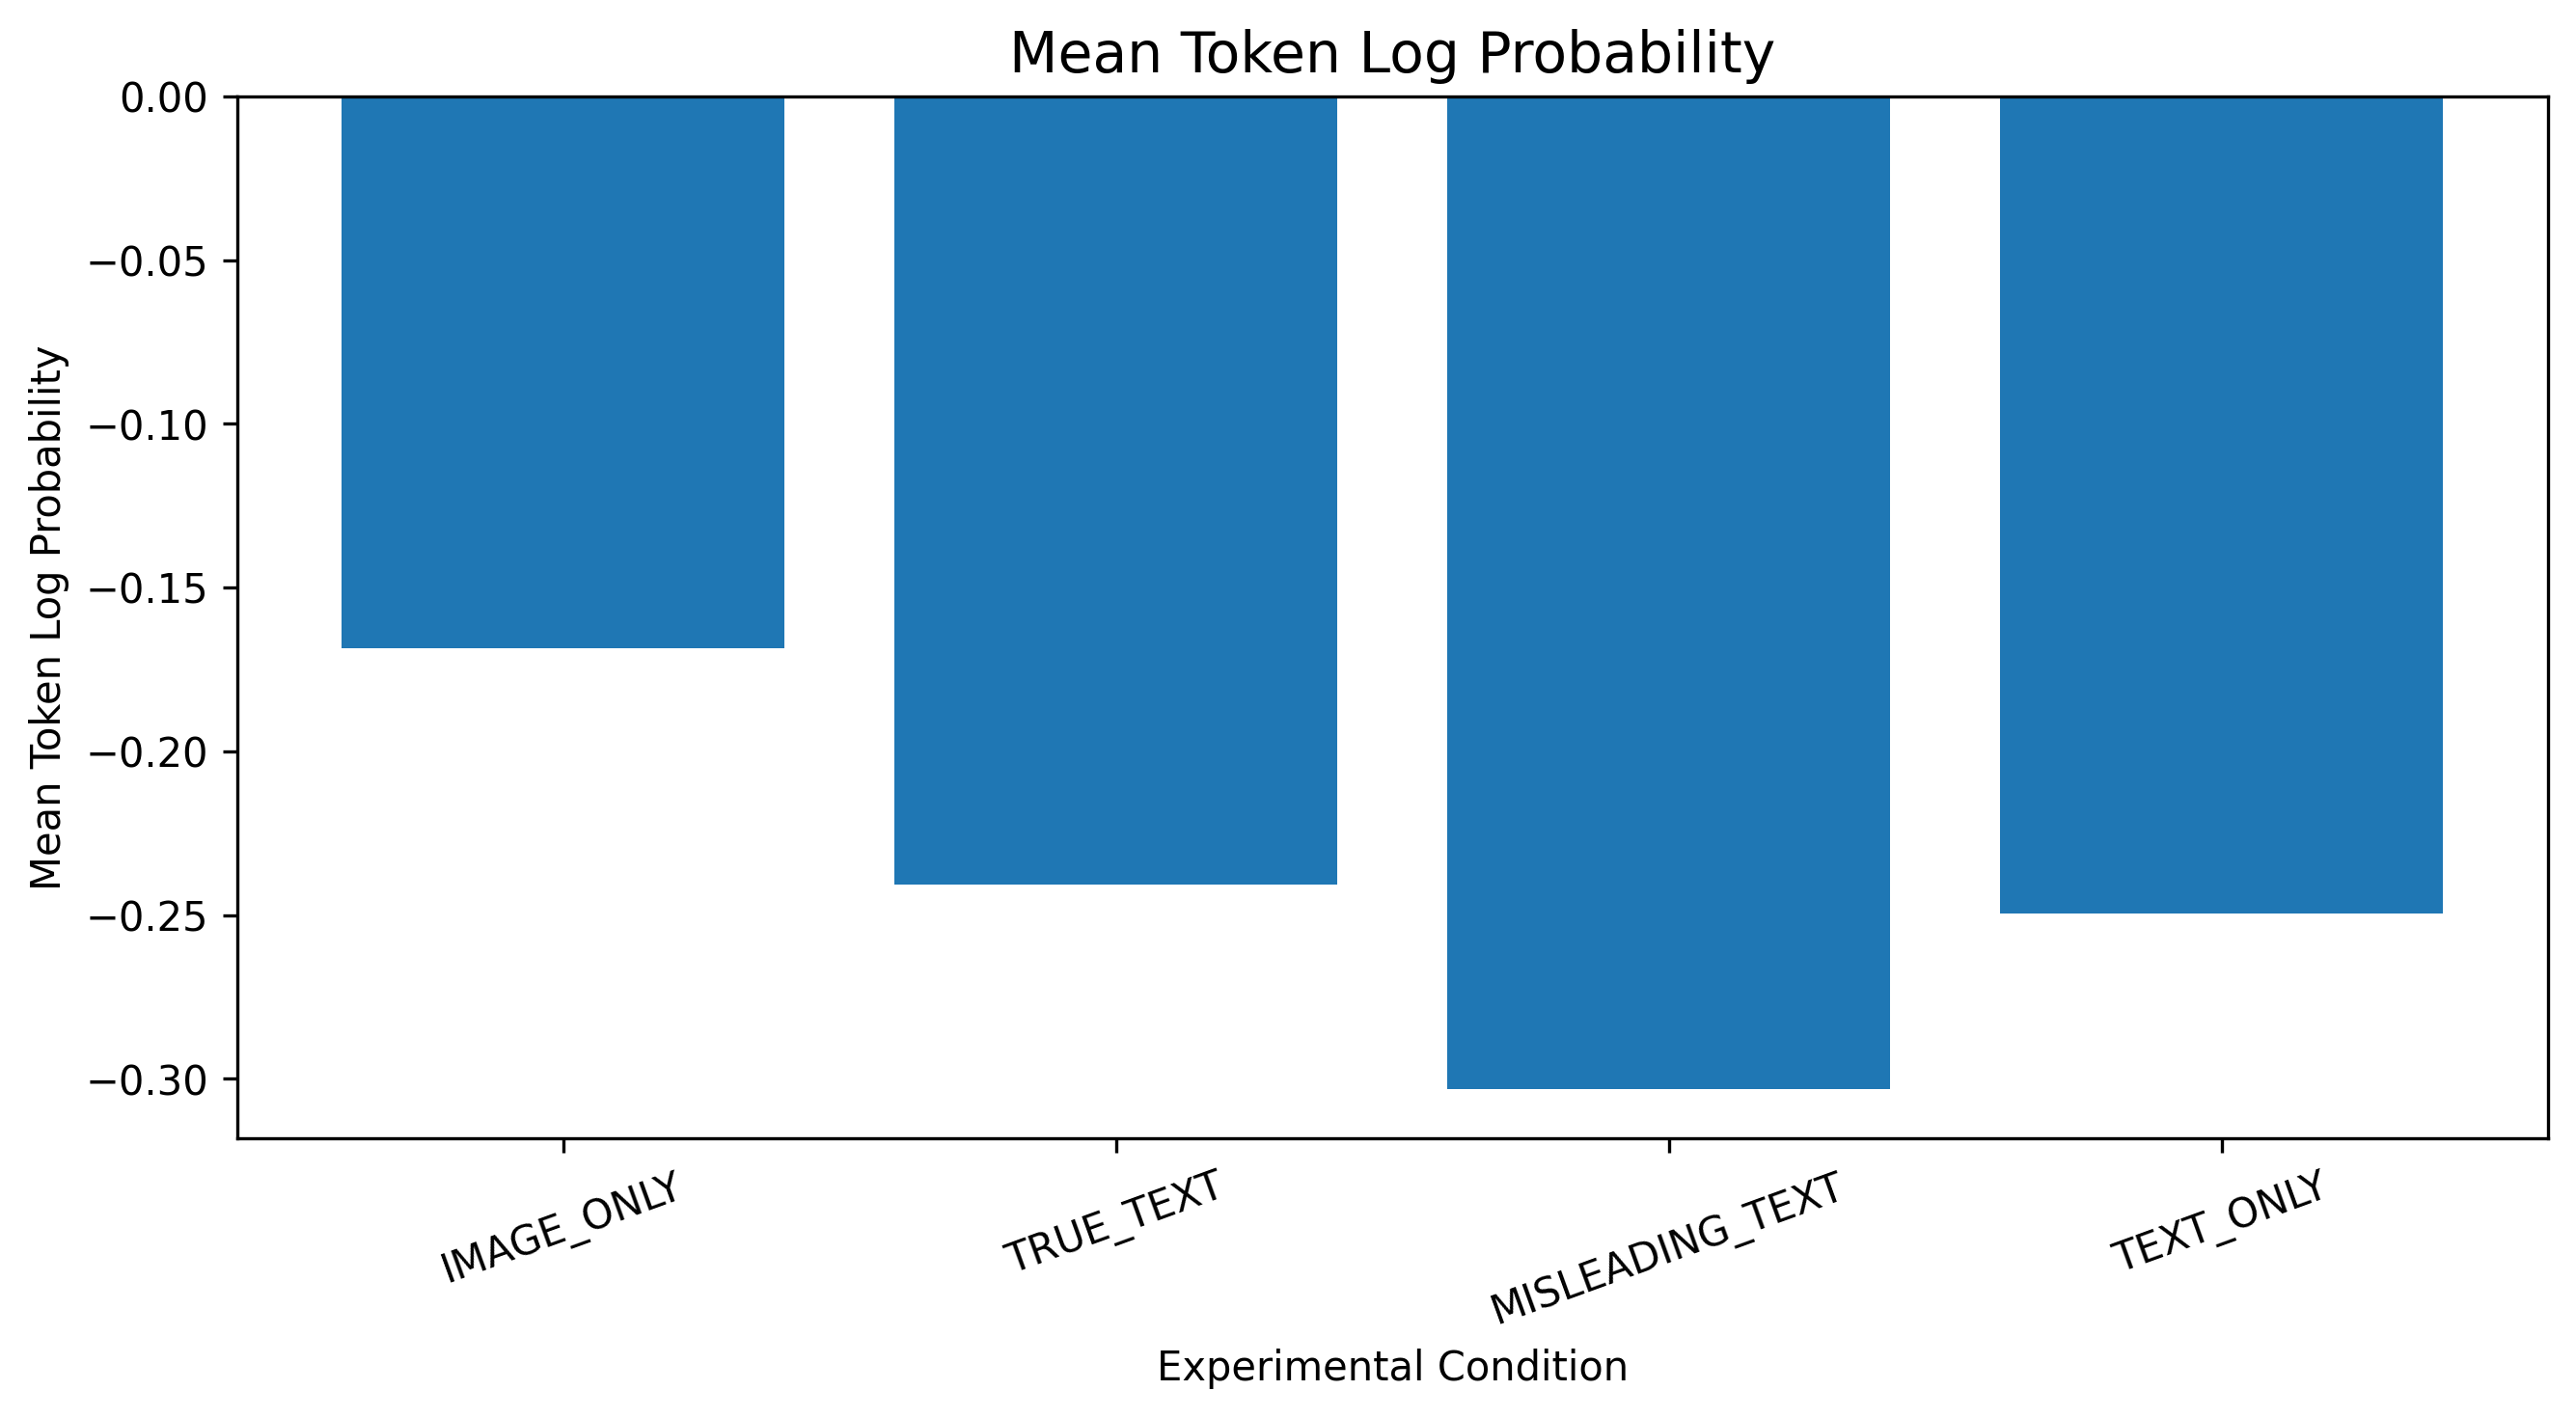 Mean Token Log Probability
Mean Token Log Probability
0.00
−0.05
−0.10
−0.15
−0.20
−0.25
−0.30
IMAGE_ONLY
TRUE_TEXT
MISLEADING_TEXT
TEXT_ONLY
Experimental Condition